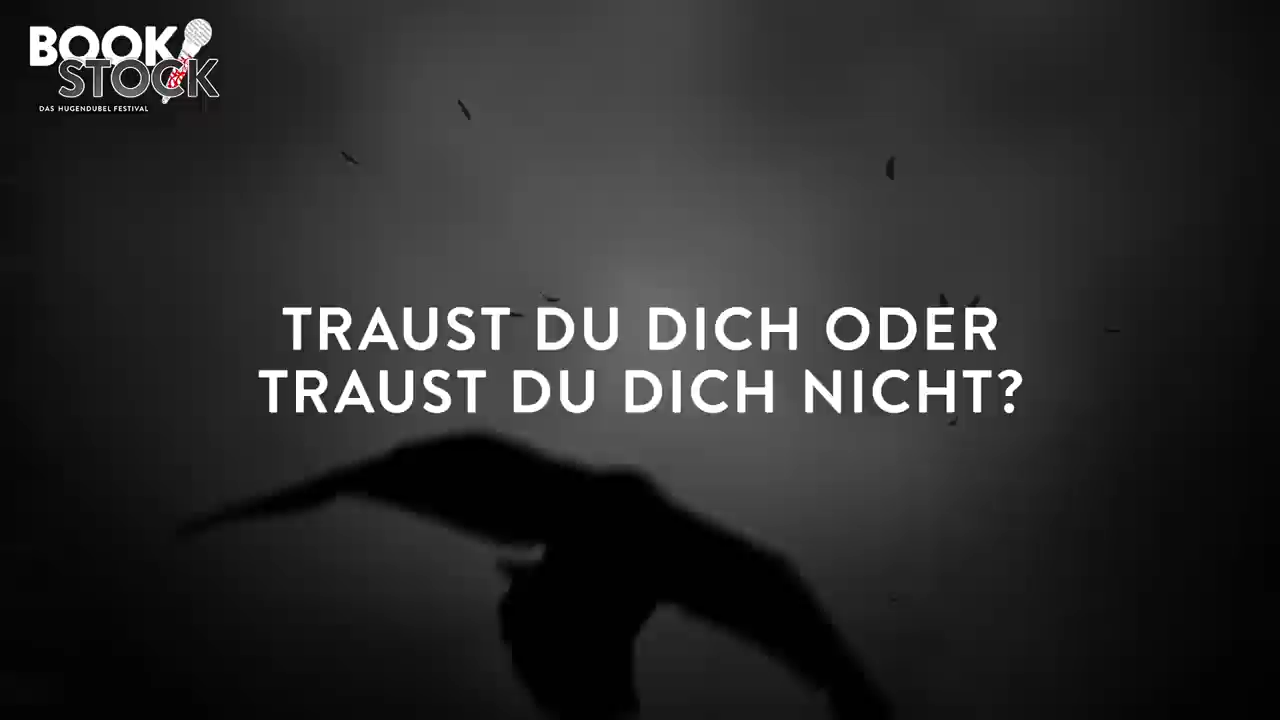 BOOK
STOCK
DAS HUGENDUBEL FESTIVAL
TRAUST DU DICH ODER
TRAUST DU DICH NICHT?